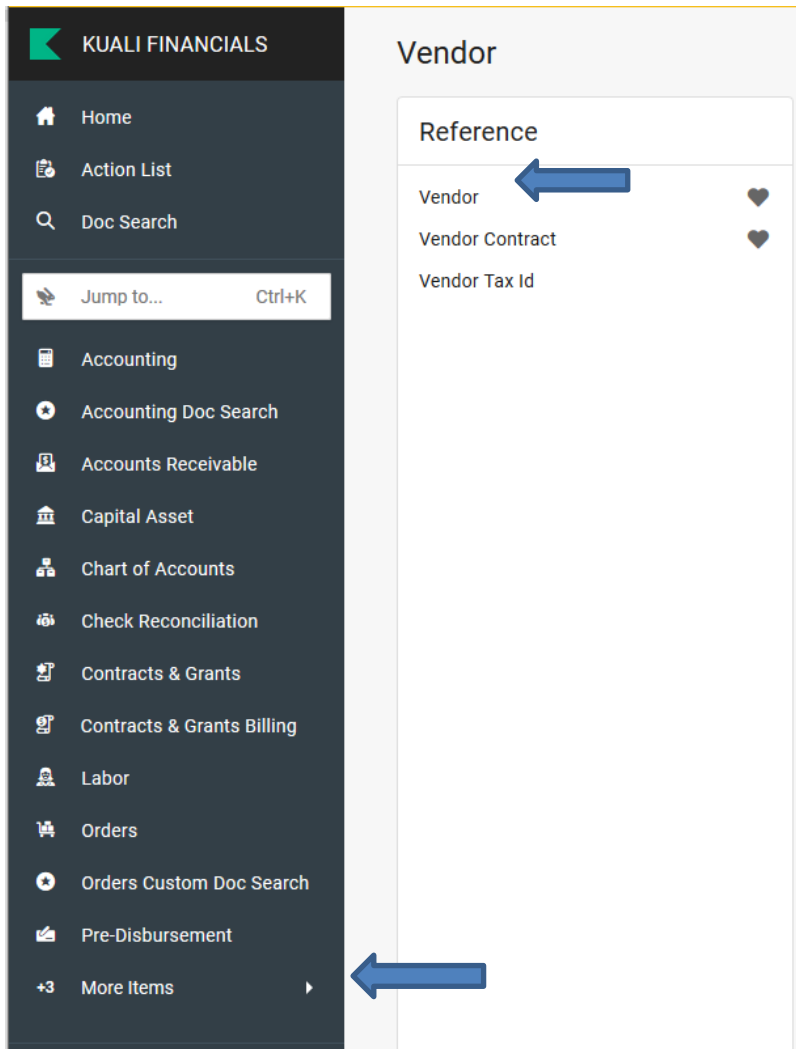 KUALI FINANCIALS
Home
Action List
Doc Search
Jump to... Ctrl+K
Accounting
Accounting Doc Search
Accounts Receivable
Capital Asset
Chart of Accounts
Check Reconciliation
Contracts & Grants
Contracts & Grants Billing
Labor
Orders
Orders Custom Doc Search
Pre-Disbursement
+3 More Items
Vendor
Reference
Vendor
Vendor Contract
Vendor Tax Id